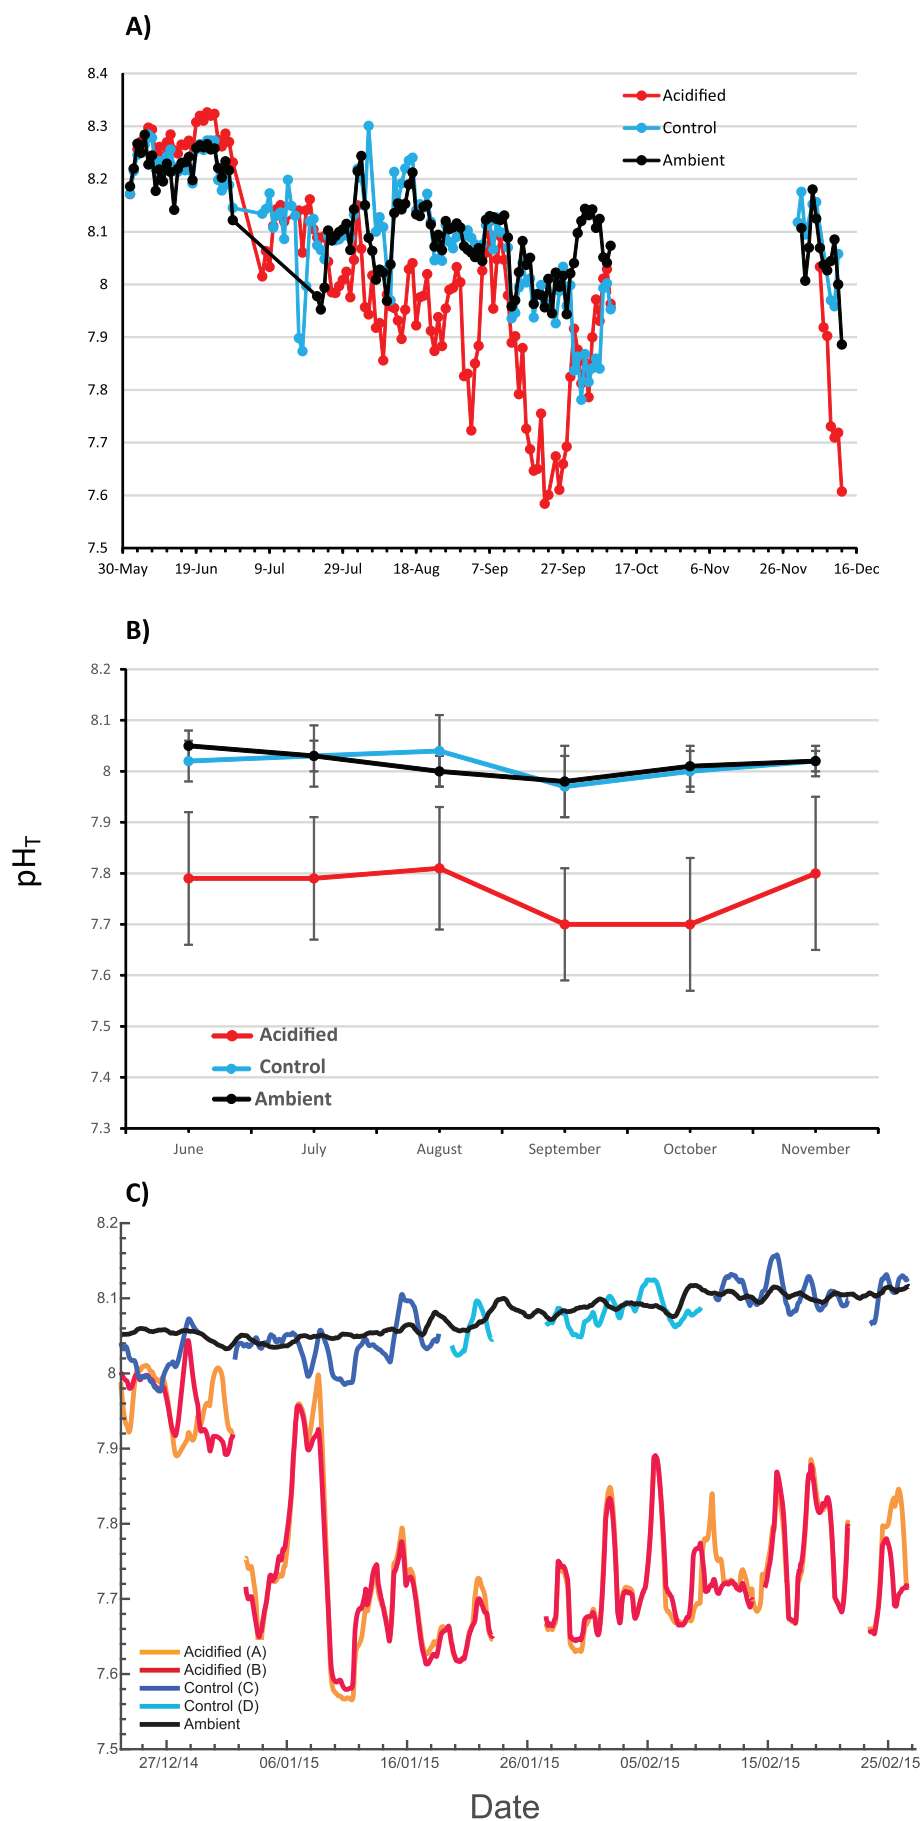 A)
8.4
8.3
8.2
8.1
8
7.9
7.8
7.7
7.6
7.5
Acidified
Control
Ambient
30-May 19-Jun 9-Jul 29-Jul 18-Aug 7-Sep 27-Sep 17-Oct 6-Nov 26-Nov 16-Dec
B)
8.2
8.1
8
7.9
7.8
7.7
7.6
7.5
7.4
7.3
pHT
Acidified
Control
Ambient
June July August September October November
C)
8.2
8.1
8
7.9
7.8
7.7
7.6
7.5
Acidified (A)
Acidified (B)
Control (C)
Control (D)
Ambient
27/12/14 06/01/15 16/01/15 26/01/15 05/02/15 15/02/15 25/02/15
Date